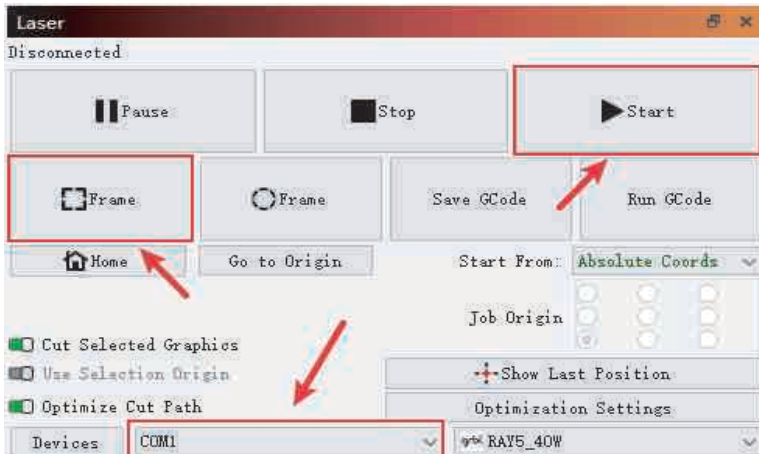 Laser
Disconnected
Pause Stop Start
Frame Frame Save GCode Run GCode
Home Go to Origin Start From: Absolute Coords
Job Origin
Cut Selected Graphics
Use Selection Origin Show Last Position
Optimize Cut Path Optimization Settings
Devices COM1 grbl RAY5_40W